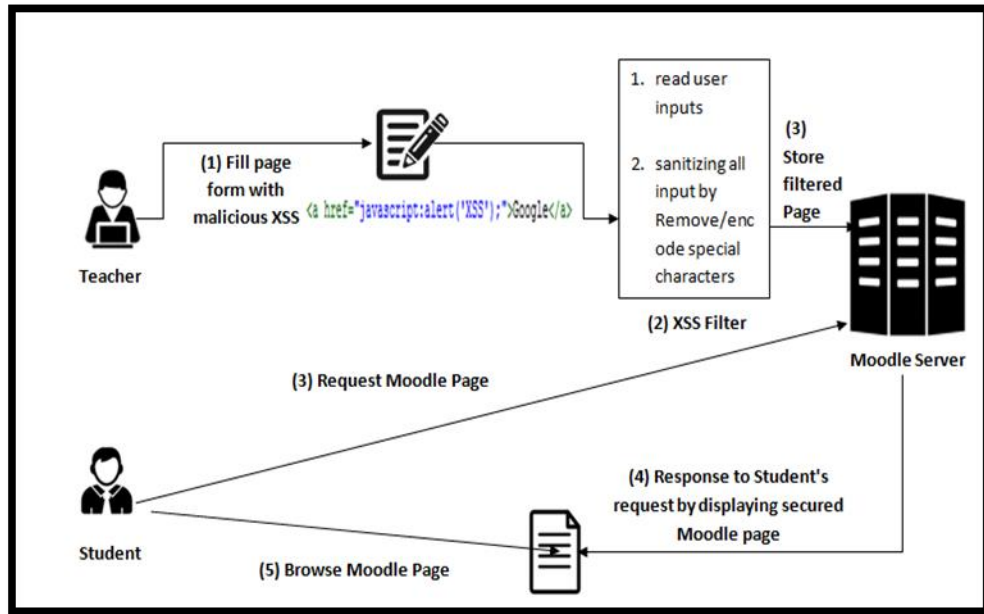 (1) Fill page
form with
malicious XSS
<a href="javascript:alert('XSS');">Google</a>
Teacher
1. read user
inputs
2. sanitizing all
input by
Remove/enc
ode special
characters
(2) XSS Filter
(3)
Store
filtered
Page
Moodle Server
(3) Request Moodle Page
Student
(4) Response to Student's
request by displaying secured
Moodle page
(5) Browse Moodle Page